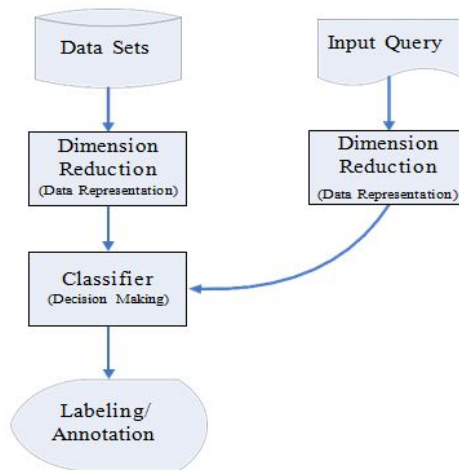 Data Sets
Input Query
Dimension
Reduction
(Data Representation)
Dimension
Reduction
(Data Representation)
Classifier
(Decision Making)
Labeling/
Annotation